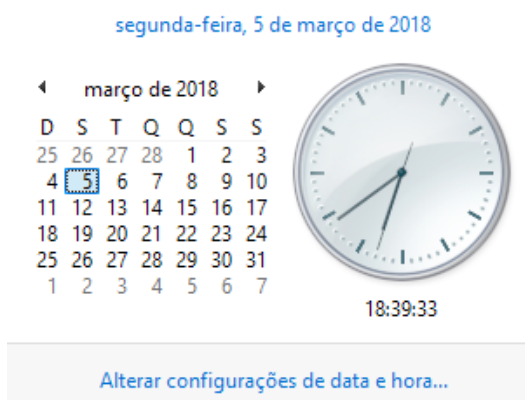 segunda-feira, 5 de março de 2018
março de 2018
D S T Q Q S S
25 26 27 28 1 2 3
4 5 6 7 8 9 10
11 12 13 14 15 16 17
18 19 20 21 22 23 24
25 26 27 28 29 30 31
1 2 3 4 5 6 7
18:39:33
Alterar configurações de data e hora...